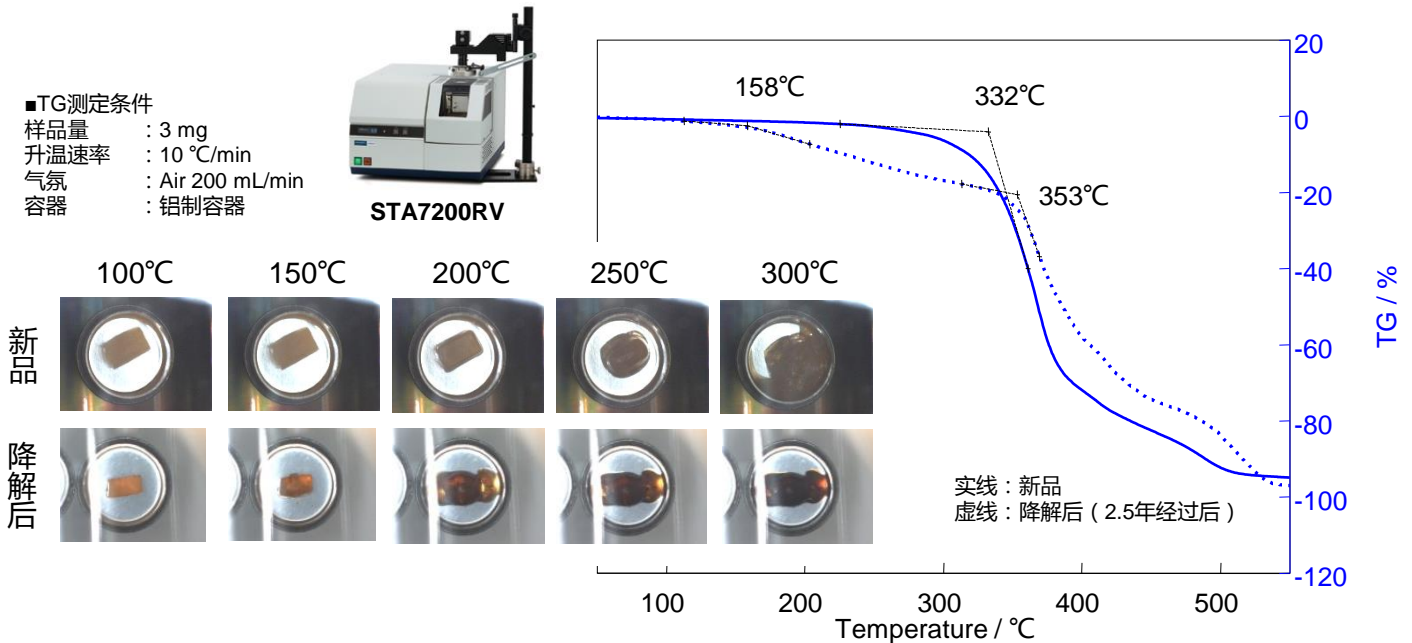 ■TG测定条件
样品量 : 3 mg
升温速率 : 10 ℃/min
气氛 : Air 200 mL/min
容器 : 铝制容器
STA7200RV
100℃ 150℃ 200℃ 250℃ 300℃
新品
降解后
158℃
332℃
353℃
实线：新品
虚线：降解后（2.5年经过后）
20
0
-20
-40
-60
-80
-100
-120
TG / %
100 200 300 400 500
Temperature / ℃